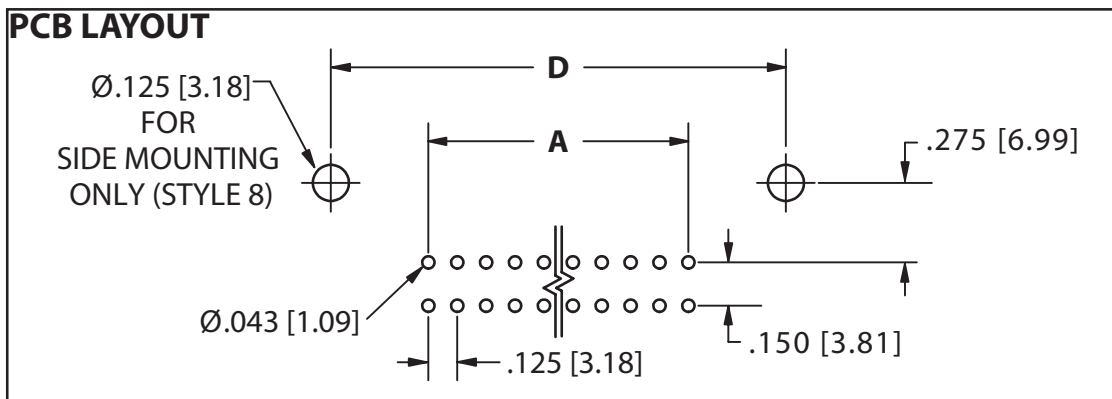 PCB LAYOUT
D
Ø.125 [3.18]
FOR
SIDE MOUNTING
ONLY (STYLE 8)
A
.275 [6.99]
Ø.043 [1.09]
.125 [3.18]
.150 [3.81]